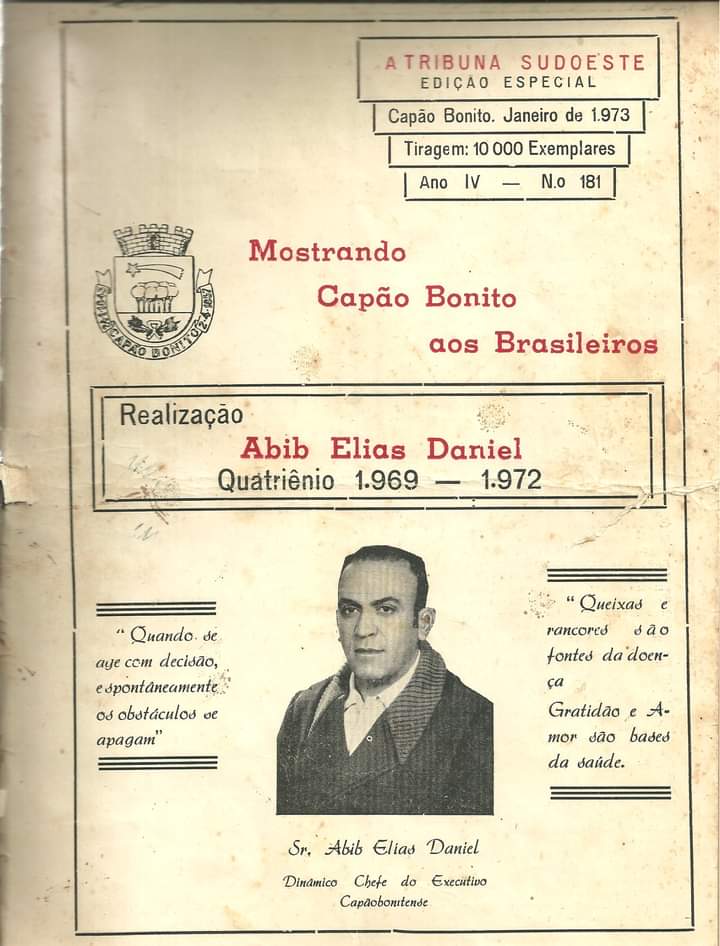 A TRIBUNA SUDOESTE
EDIÇÃO ESPECIAL
Capão Bonito. Janeiro de 1.973
Tiragem: 10 000 Exemplares
Ano IV — N.o 181
Mostrando
Capão Bonito
aos Brasileiros
CAPÃO BONITO
Realização
Abib Elias Daniel
Quatriênio 1.969 — 1.972
“ Quando se
age com decisão,
espontâneamente
os obstáculos se
apagam”
“ Queixas e
rancores são
fontes da doen-
ça
Gratidão e A-
mor são bases
da saúde.
Sr. Abib Elias Daniel
Dinâmico Chefe do Executivo
Capãobonitense